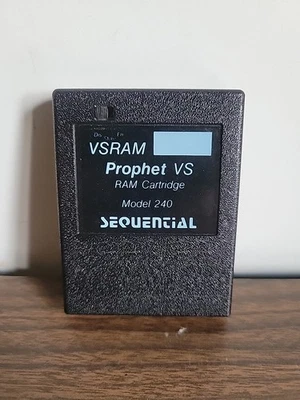 VSRAM
Prophet VS
RAM Cartridge
Model 240
SEQUENTIAL